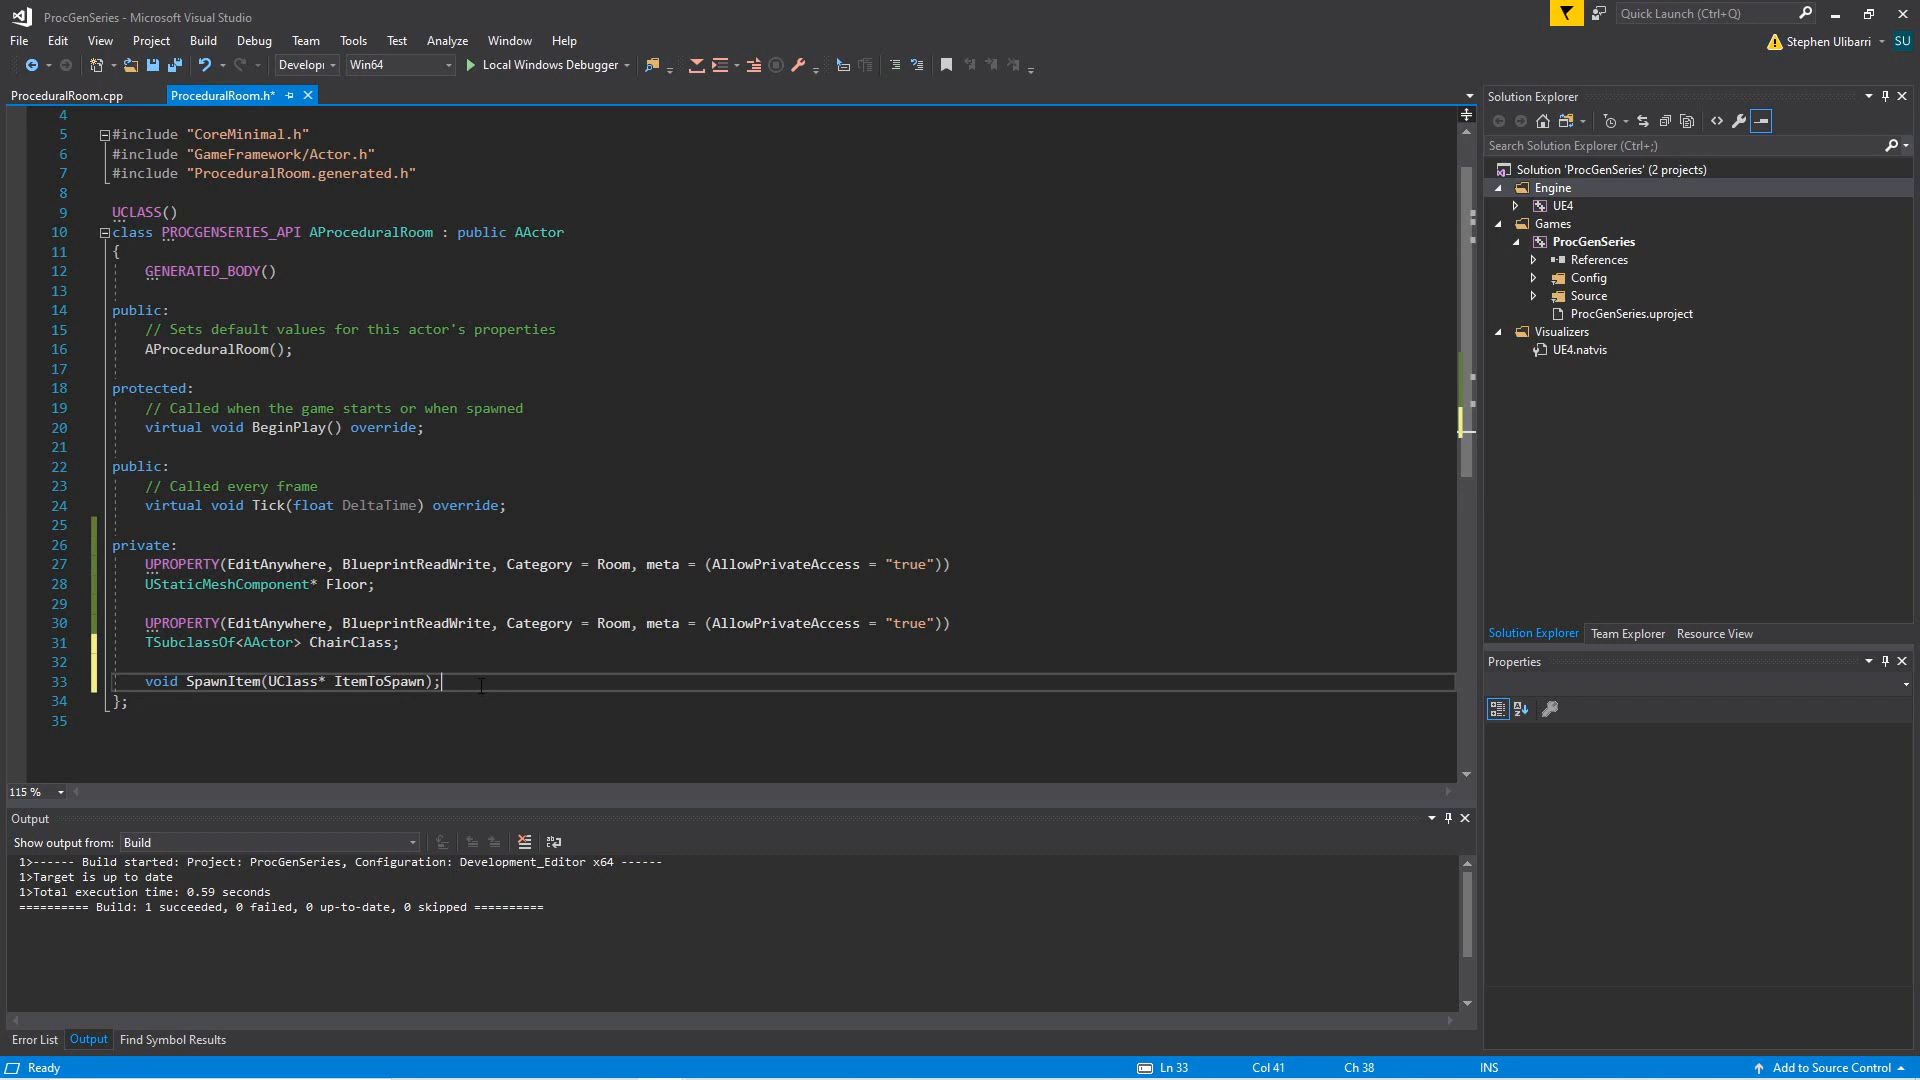 ProcGenSeries - Microsoft Visual Studio
Quick Launch (Ctrl+Q)
File Edit View Project Build Debug Team Tools Test Analyze Window Help
Stephen Ulibarri SU
Developi Win64 Local Windows Debugger
ProceduralRoom.cpp ProceduralRoom.h*
4
5 #include "CoreMinimal.h"
6 #include "GameFramework/Actor.h"
7 #include "ProceduralRoom.generated.h"
8
9 UCLASS()
10 class PROCGENSERIES_API AProceduralRoom : public AActor
11 {
12 GENERATED_BODY()
13
14 public:
15 // Sets default values for this actor's properties
16 AProceduralRoom();
17
18 protected:
19 // Called when the game starts or when spawned
20 virtual void BeginPlay() override;
21
22 public:
23 // Called every frame
24 virtual void Tick(float DeltaTime) override;
25
26 private:
27 UPROPERTY(EditAnywhere, BlueprintReadWrite, Category = Room, meta = (AllowPrivateAccess = "true"))
28 UStaticMeshComponent* Floor;
29
30 UPROPERTY(EditAnywhere, BlueprintReadWrite, Category = Room, meta = (AllowPrivateAccess = "true"))
31 TSubclassOf<AActor> ChairClass;
32
33 void SpawnItem(UClass* ItemToSpawn);
34 };
35
115 %
Output
Show output from: Build
1>------ Build started: Project: ProcGenSeries, Configuration: Development_Editor x64 ------
1>Target is up to date
1>Total execution time: 0.59 seconds
========== Build: 1 succeeded, 0 failed, 0 up-to-date, 0 skipped ==========
Error List Output Find Symbol Results
Solution Explorer
Search Solution Explorer (Ctrl+;)
Solution 'ProcGenSeries' (2 projects)
Engine
UE4
Games
ProcGenSeries
References
Config
Source
ProcGenSeries.uproject
Visualizers
UE4.natvis
Solution Explorer Team Explorer Resource View
Properties
Ready Ln 33 Col 41 Ch 38 INS Add to Source Control